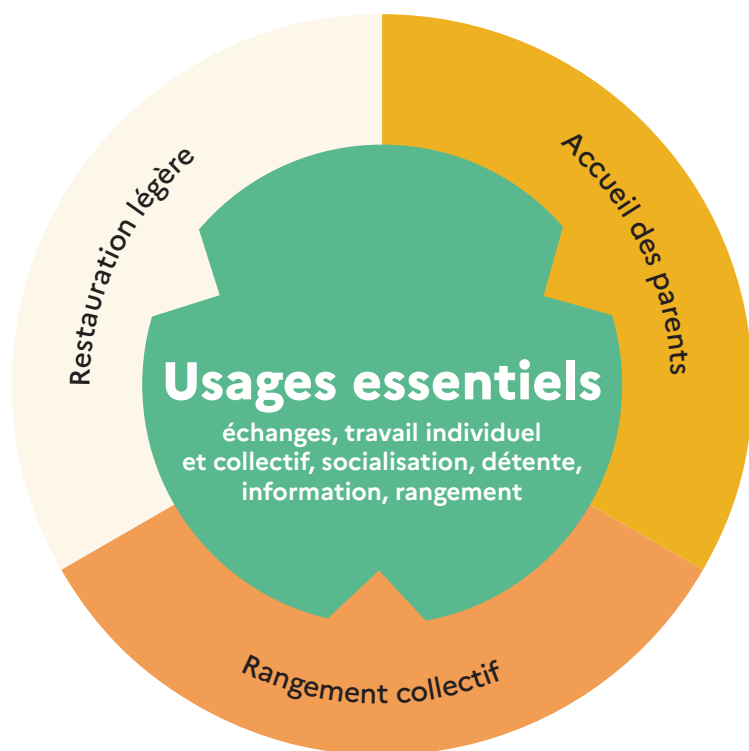 Restauration légère
Accueil des parents
Usages essentiels
échanges, travail individuel
et collectif, socialisation, détente,
information, rangement
Rangement collectif